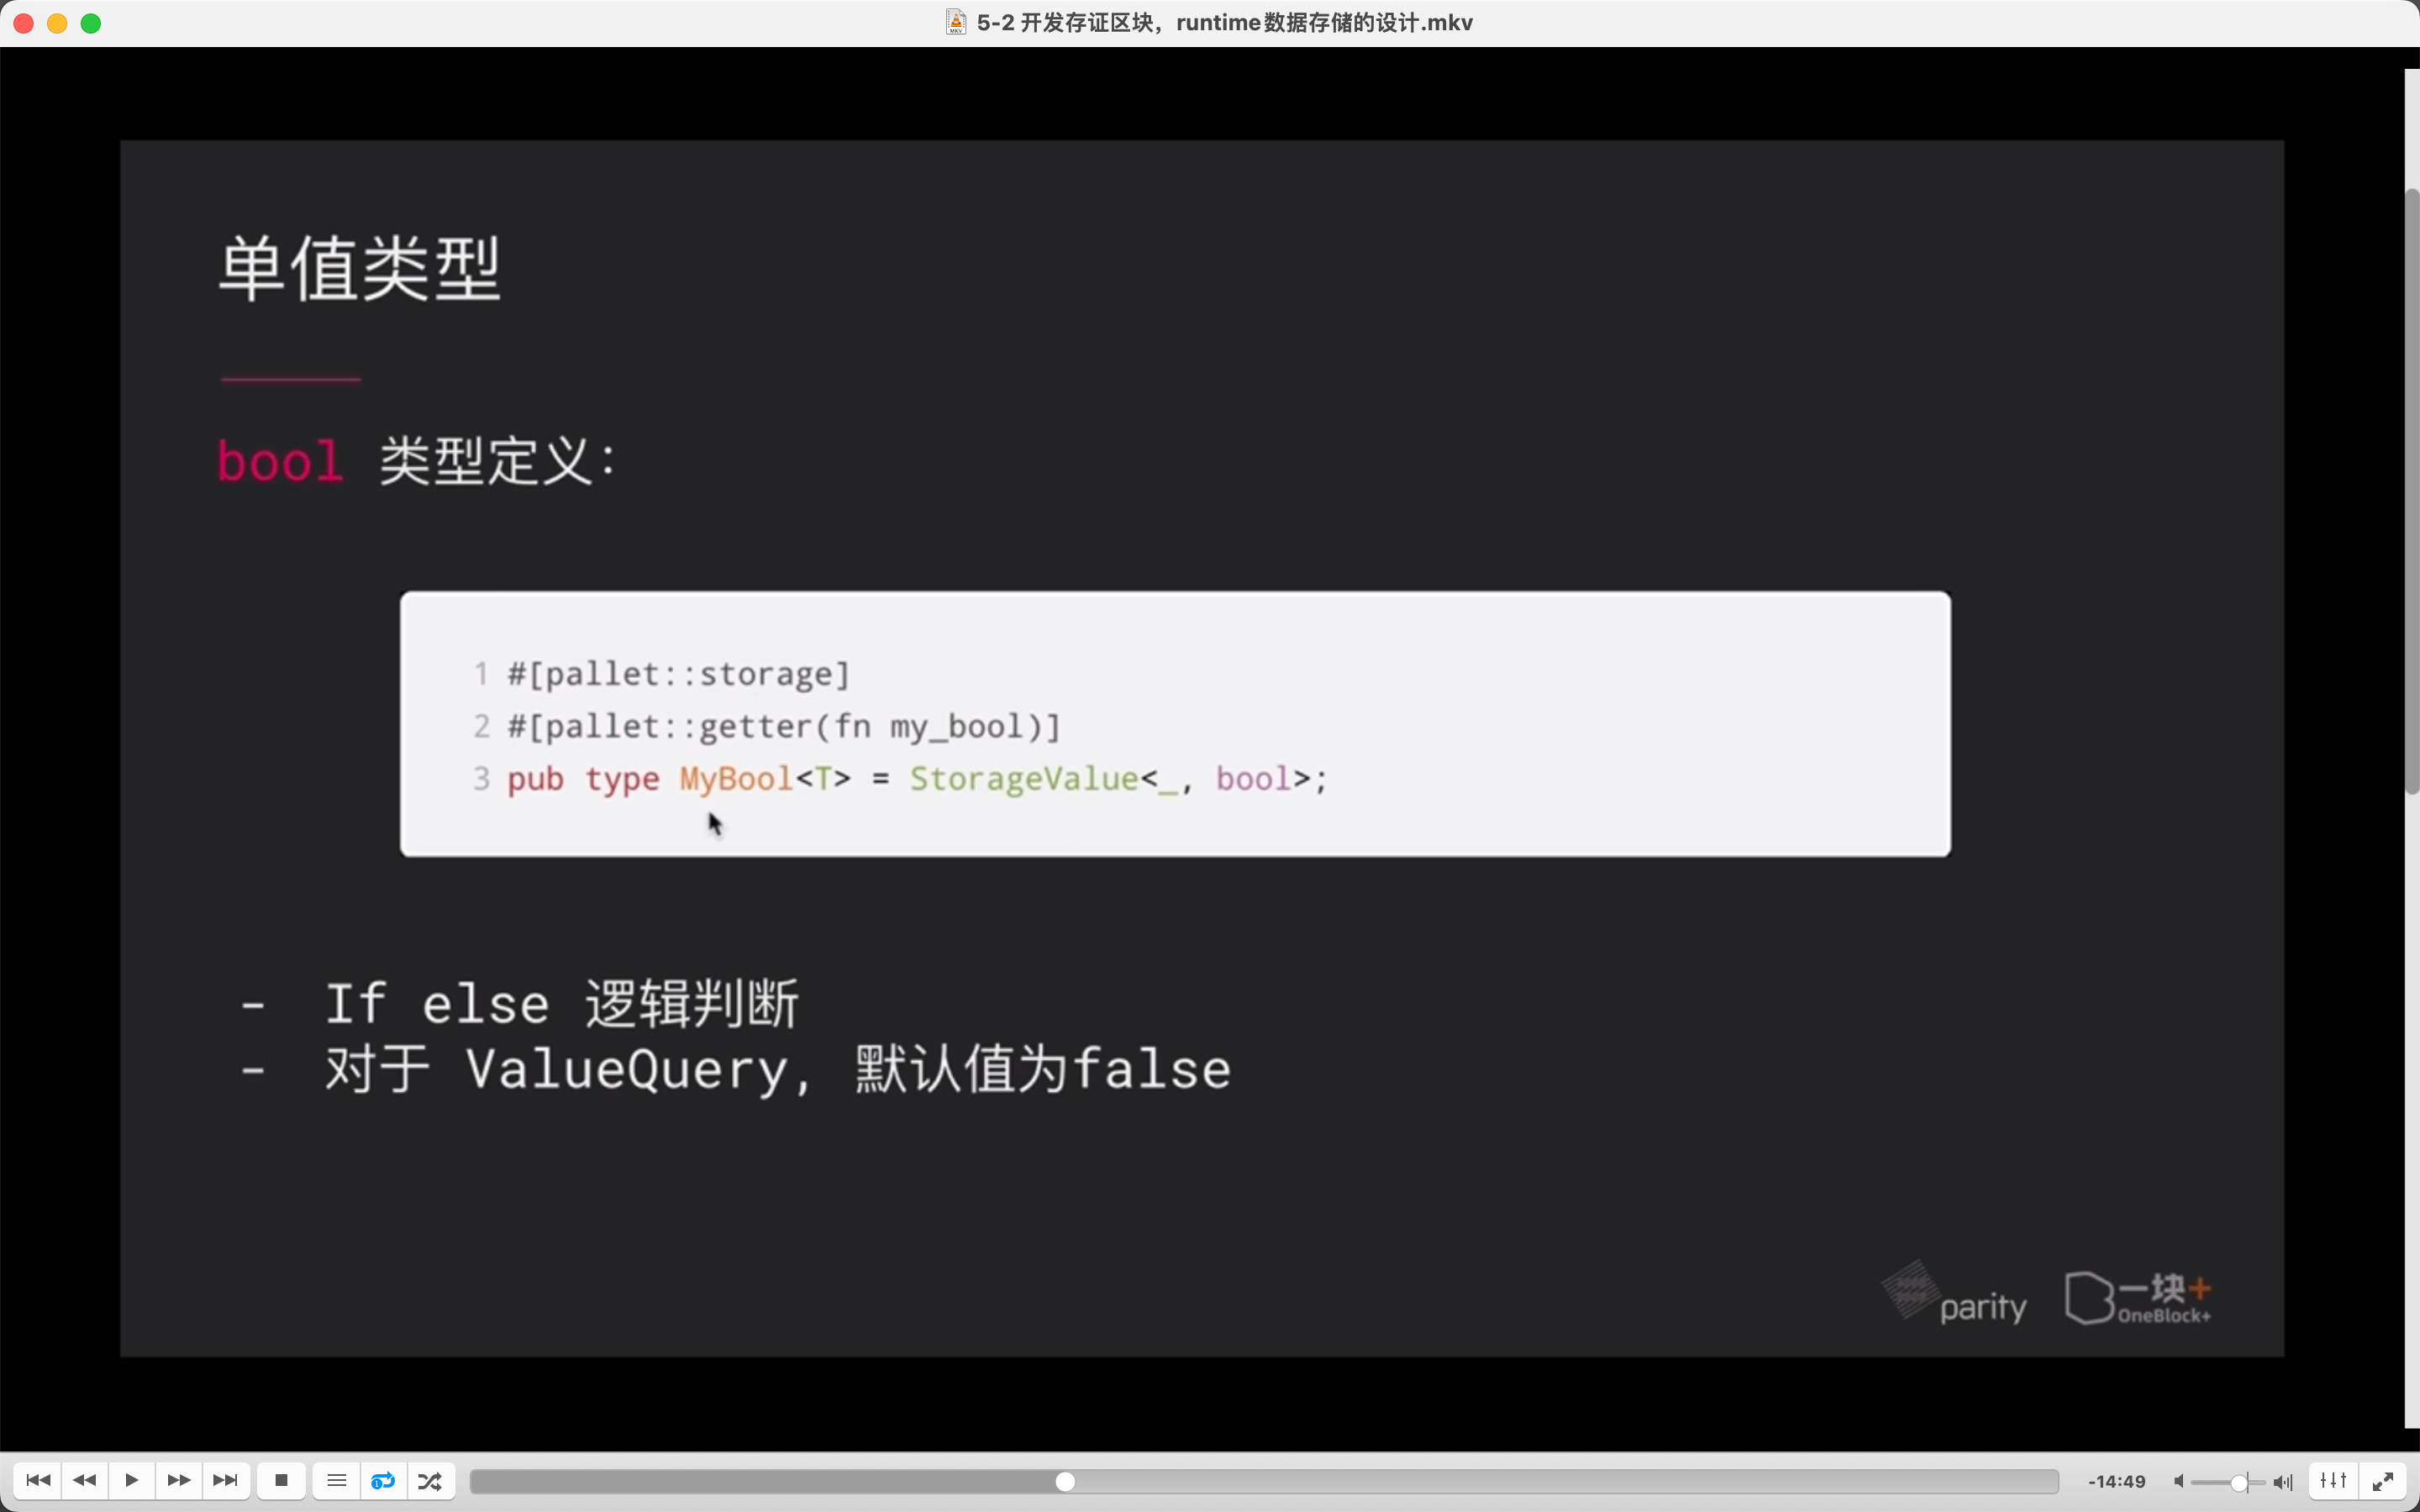 5-2 开发存证区块，runtime数据存储的设计.mkv
单值类型
bool 类型定义：
1 #[pallet::storage]
2 #[pallet::getter(fn my_bool)]
3 pub type MyBool<T> = StorageValue<_, bool>;
- If else 逻辑判断
- 对于 ValueQuery, 默认值为false
parity
一块+
OneBlock+
-14:49